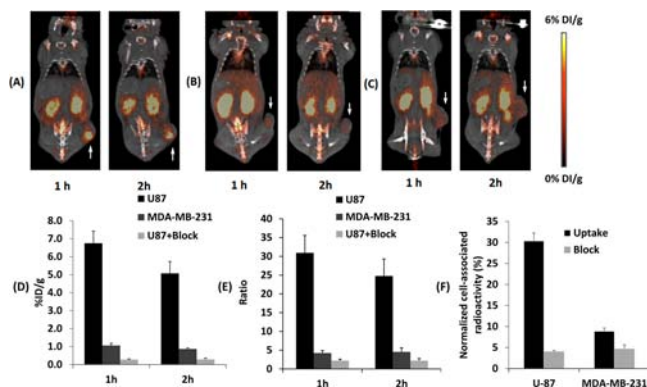 6% DI/g
(A)
(B)
(C)
0% DI/g
1 h
2h
1 h
2h
1 h
2h
U87
MDA-MB-231
U87+Block
(D)
%ID/g
8.0
7.0
6.0
5.0
4.0
3.0
2.0
1.0
0.0
1h
2h
U87
MDA-MB-231
U87+Block
(E)
Ratio
40
35
30
25
20
15
10
5
0
1h
2h
Uptake
Block
(F)
Normalized cell-associated
radioactivity (%)
35
30
25
20
15
10
5
0
U-87
MDA-MB-231